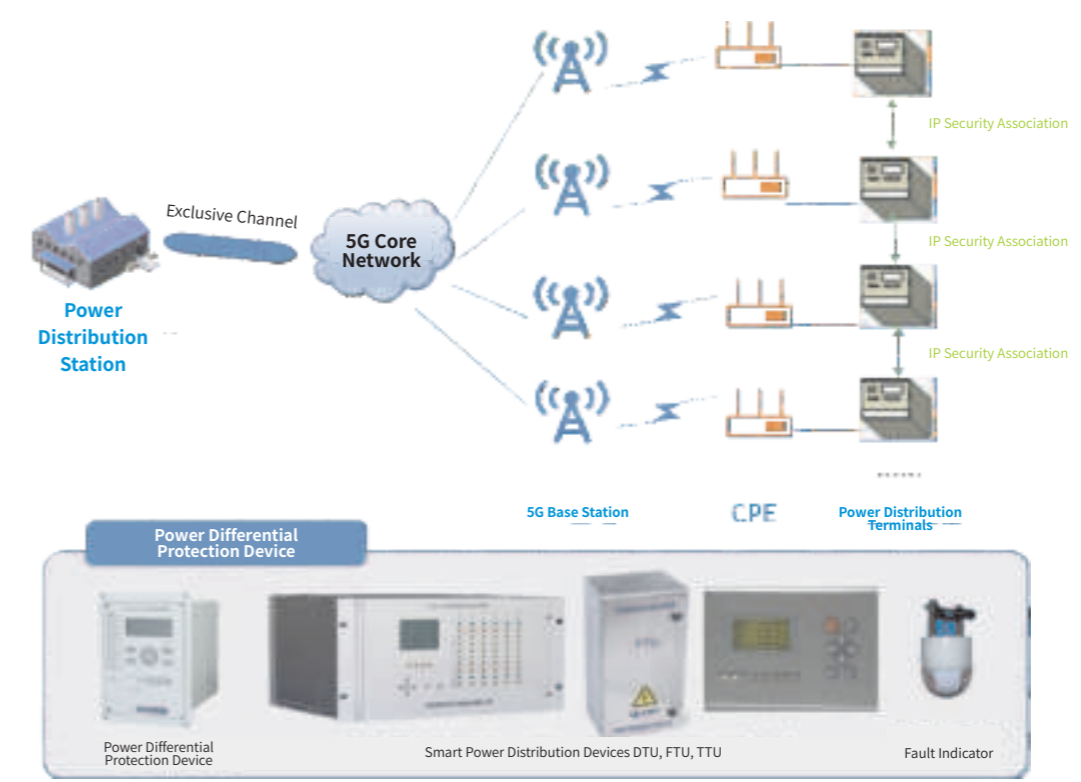 IP Security Association
Exclusive Channel
5G Core
Network
IP Security Association
Power
Distribution
Station
IP Security Association
5G Base Station
CPE
Power Distribution
Terminals
Power Differential
Protection Device
Power Differential
Protection Device
Smart Power Distribution Devices DTU, FTU, TTU
Fault Indicator